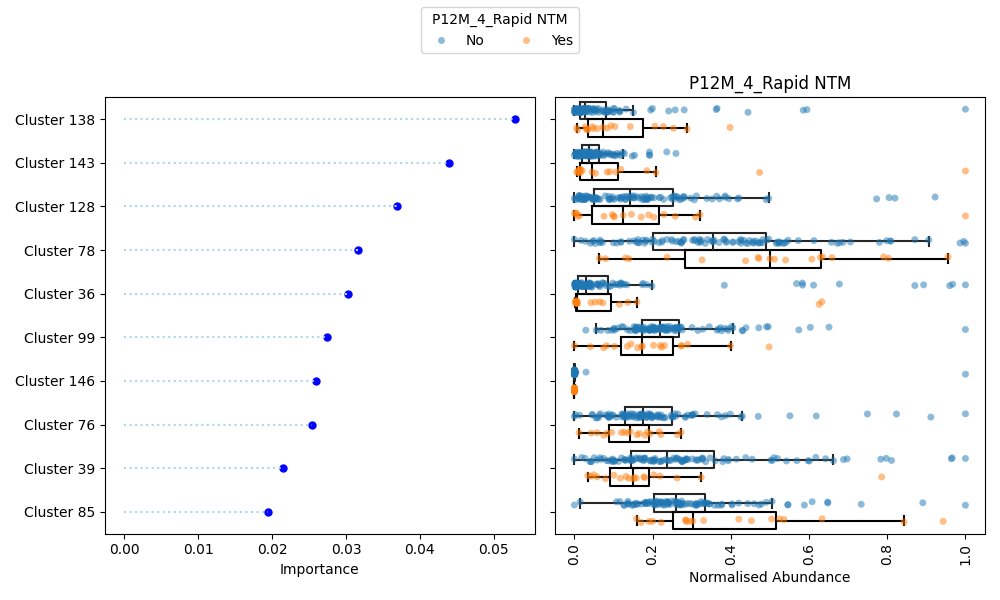 P12M_4_Rapid NTM
No Yes
P12M_4_Rapid NTM
Cluster 138
Cluster 143
Cluster 128
Cluster 78
Cluster 36
Cluster 99
Cluster 146
Cluster 76
Cluster 39
Cluster 85
0.00 0.01 0.02 0.03 0.04 0.05
Importance
0.0 0.2 0.4 0.6 0.8 1.0
Normalised Abundance